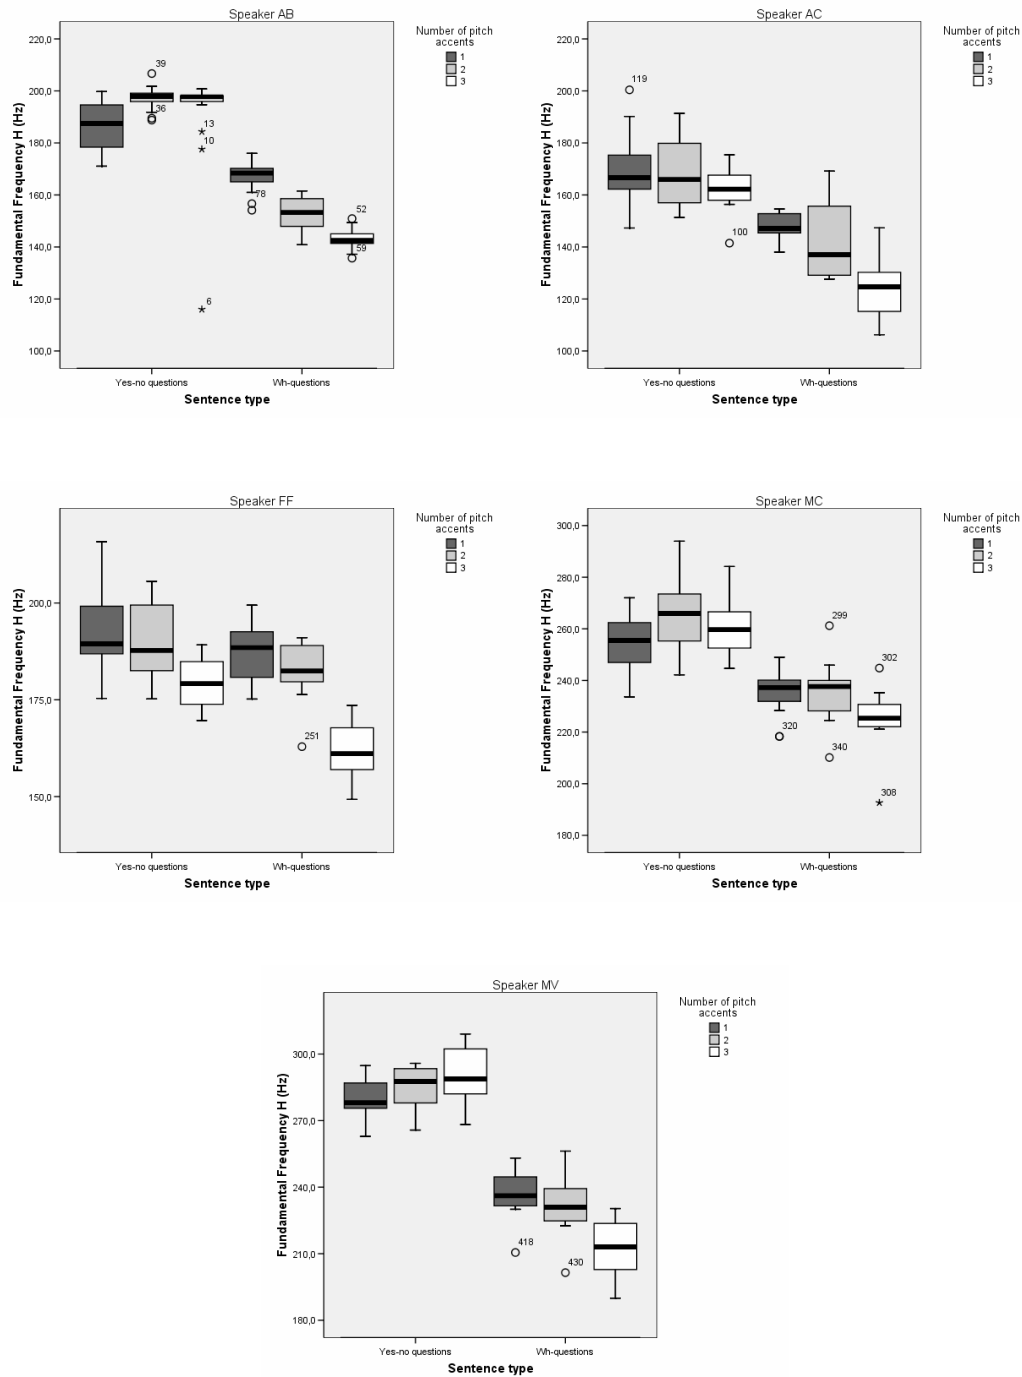 Speaker AB
Number of pitch
accents
1
2
3
Fundamental Frequency H (Hz)
220,0
200,0
180,0
160,0
140,0
120,0
100,0
39
36
13
10
6
78
52
59
Yes-no questions
Wh-questions
Sentence type
Speaker AC
Number of pitch
accents
1
2
3
Fundamental Frequency H (Hz)
220,0
200,0
180,0
160,0
140,0
120,0
100,0
119
100
Yes-no questions
Wh-questions
Sentence type
Speaker FF
Number of pitch
accents
1
2
3
Fundamental Frequency H (Hz)
200,0
175,0
150,0
251
Yes-no questions
Wh-questions
Sentence type
Speaker MC
Number of pitch
accents
1
2
3
Fundamental Frequency H (Hz)
300,0
280,0
260,0
240,0
220,0
200,0
180,0
299
302
320
340
308
Yes-no questions
Wh-questions
Sentence type
Speaker MV
Number of pitch
accents
1
2
3
Fundamental Frequency H (Hz)
300,0
270,0
240,0
210,0
180,0
418
430
Yes-no questions
Wh-questions
Sentence type